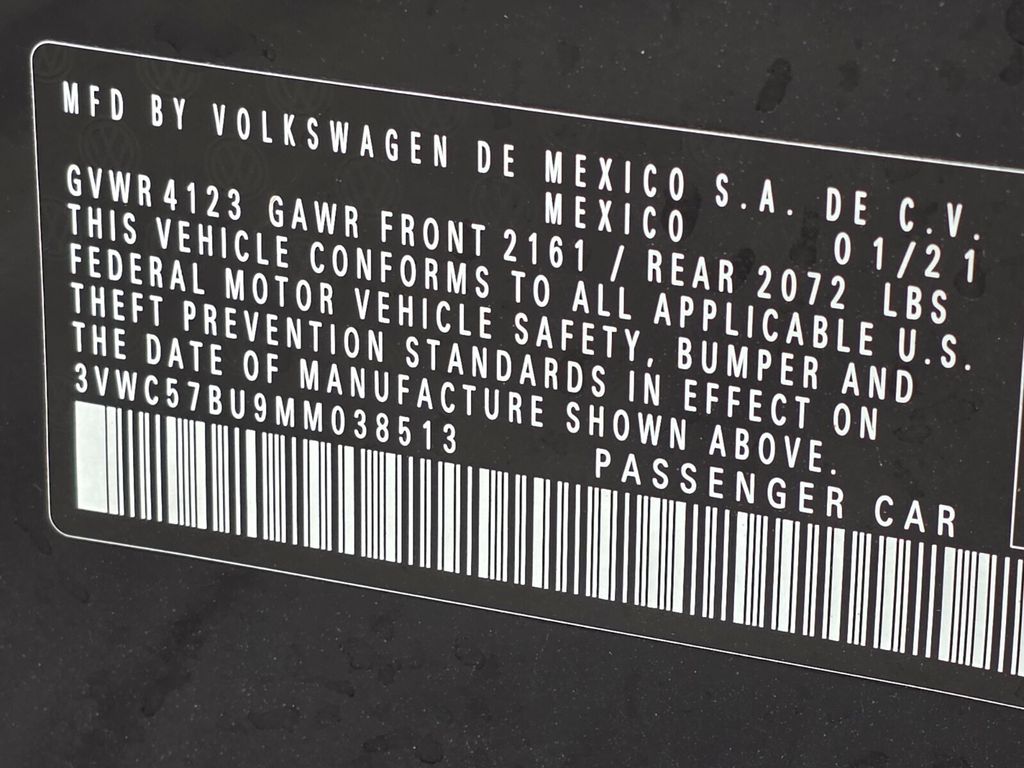 MFD BY VOLKSWAGEN DE MEXICO S.A. DE C.V.
MEXICO 01/21
GVWR 4123 GAWR FRONT 2161 / REAR 2072 LBS
THIS VEHICLE CONFORMS TO ALL APPLICABLE U.S.
FEDERAL MOTOR VEHICLE SAFETY, BUMPER AND
THEFT PREVENTION STANDARDS IN EFFECT ON
THE DATE OF MANUFACTURE SHOWN ABOVE.
3VWC57BU9MM038513 PASSENGER CAR